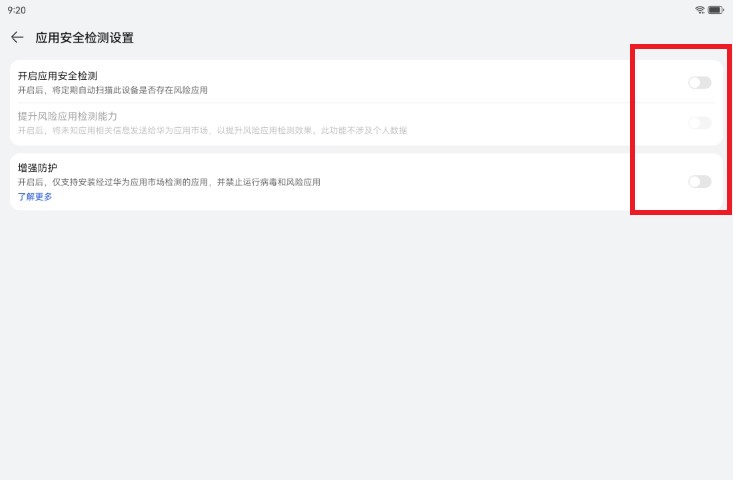 9:20
应用安全检测设置
开启应用安全检测
开启后，将定期自动扫描此设备是否存在风险应用
提升风险应用检测能力
开启后，将未知应用相关信息发送给华为应用市场，以提升风险应用检测效果，此功能不涉及个人数据
增强防护
开启后，仅支持安装经过华为应用市场检测的应用，并禁止运行病毒和风险应用
了解更多